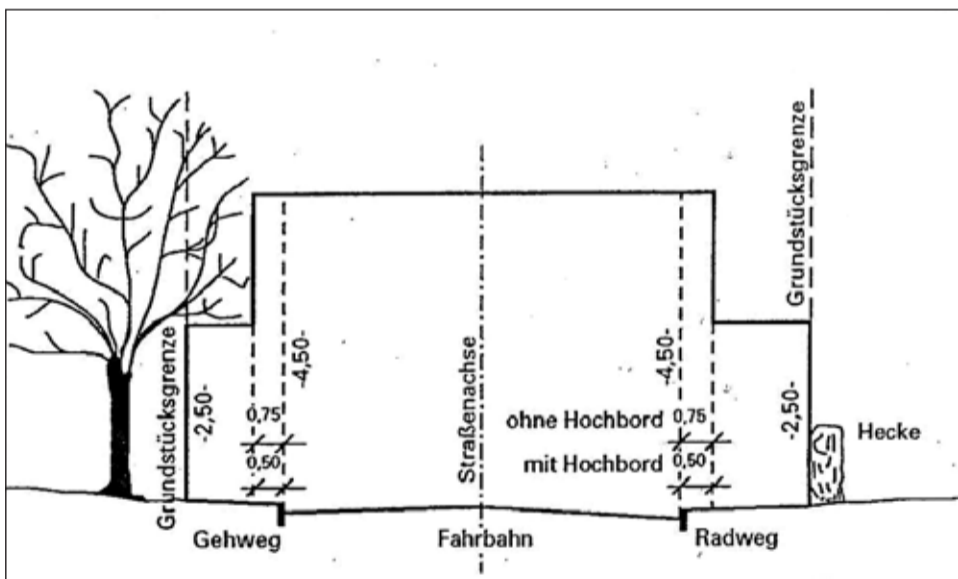 Grundstücksgrenze
Grundstücksgrenze
-2,50-
-4,50-
Straßenachse
-4,50-
-2,50-
0,75
ohne Hochbord 0,75
0,50
mit Hochbord 0,50
Hecke
Gehweg
Fahrbahn
Radweg